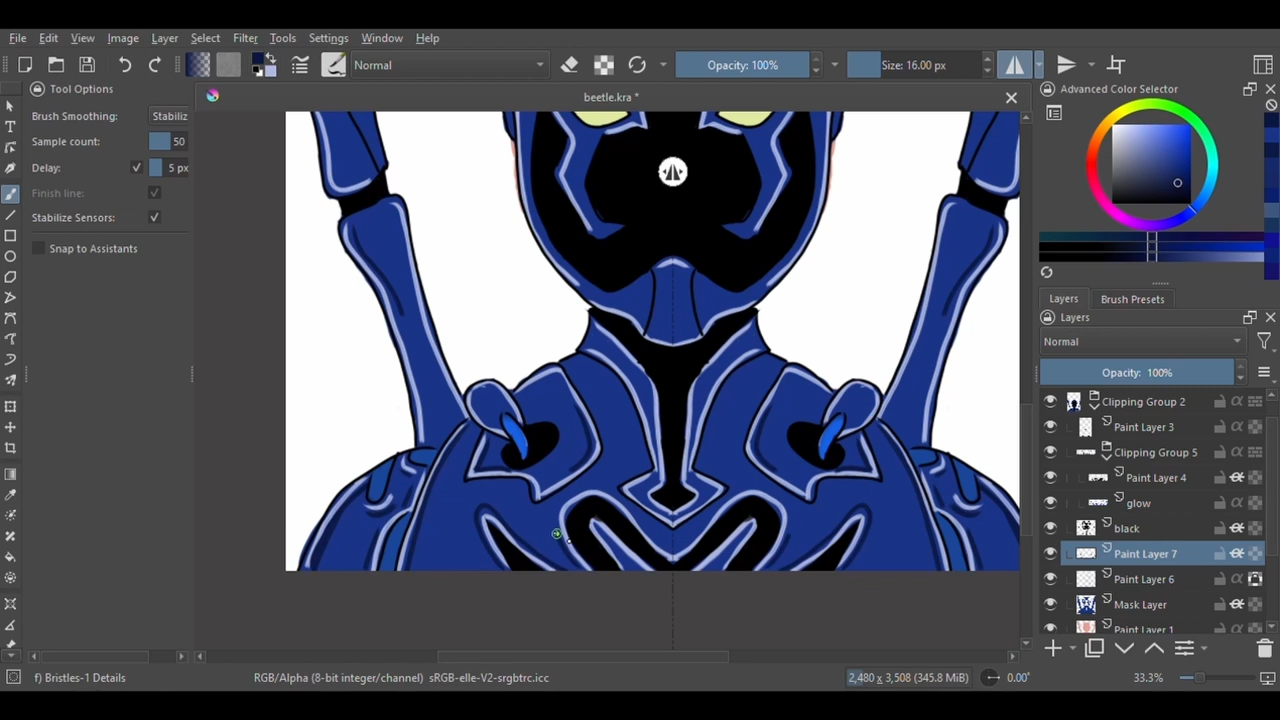 File Edit View Image Layer Select Filter Tools Settings Window Help
Normal Opacity: 100% Size: 16.00 px
Tool Options
Brush Smoothing: Stabiliz
Sample count: 50
Delay: 5 px
Finish line:
Stabilize Sensors:
Snap to Assistants
beetle.kra *
Advanced Color Selector
Layers Brush Presets
Layers
Normal
Opacity: 100%
Clipping Group 2
Paint Layer 3
Clipping Group 5
Paint Layer 4
glow
black
Paint Layer 7
Paint Layer 6
Mask Layer
Paint Layer 1
f) Bristles-1 Details RGB/Alpha (8-bit integer/channel) sRGB-elle-V2-srgbtrc.icc 2,480 x 3,508 (345.8 MiB) 0.00° 33.3%